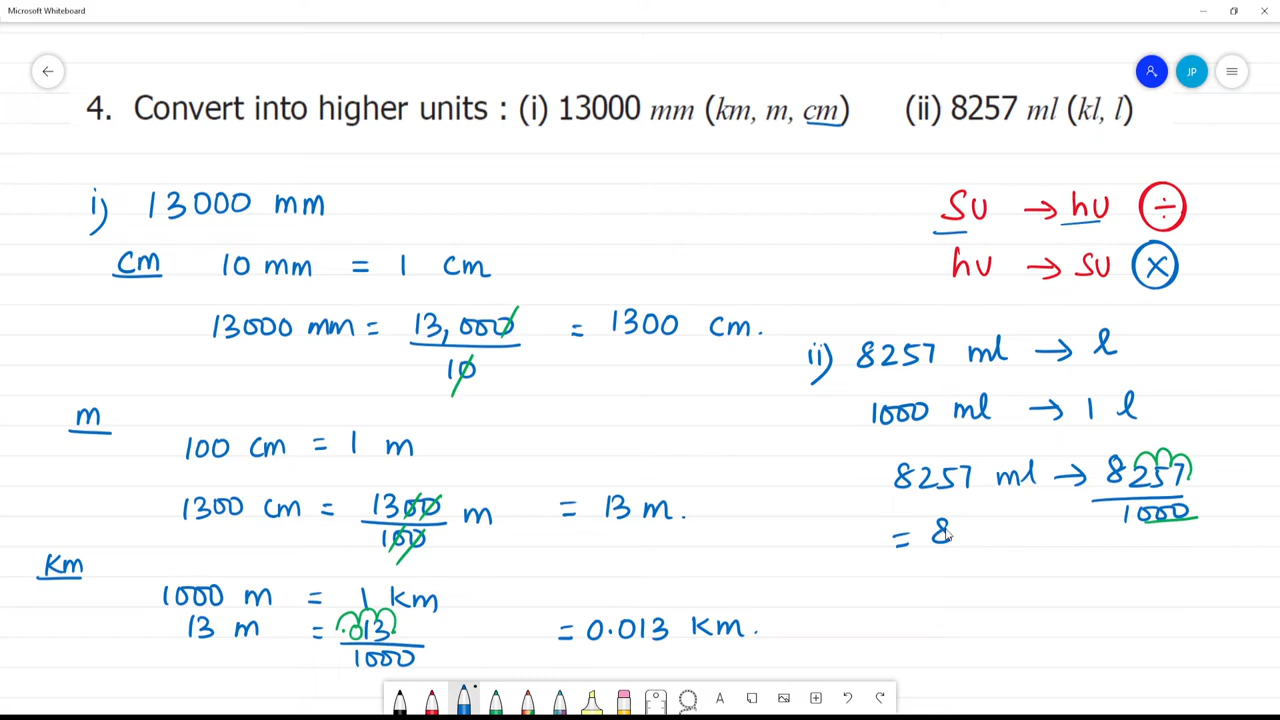 Microsoft Whiteboard
JP
4. Convert into higher units : (i) 13000 mm (km, m, cm) (ii) 8257 ml (kl, l)
i) 13000 mm
cm 10 mm = 1 cm
13000 mm = 13,000 / 10 = 1300 cm.
m
100 cm = 1 m
1300 cm = 1300 / 100 m = 13 m.
Km
1000 m = 1 Km
13 m = .013 / 1000 = 0.013 Km.
SU → hU ÷
hU → SU ×
ii) 8257 ml → l
1000 ml → 1 l
8257 ml → 8257 / 1000
= 8
A